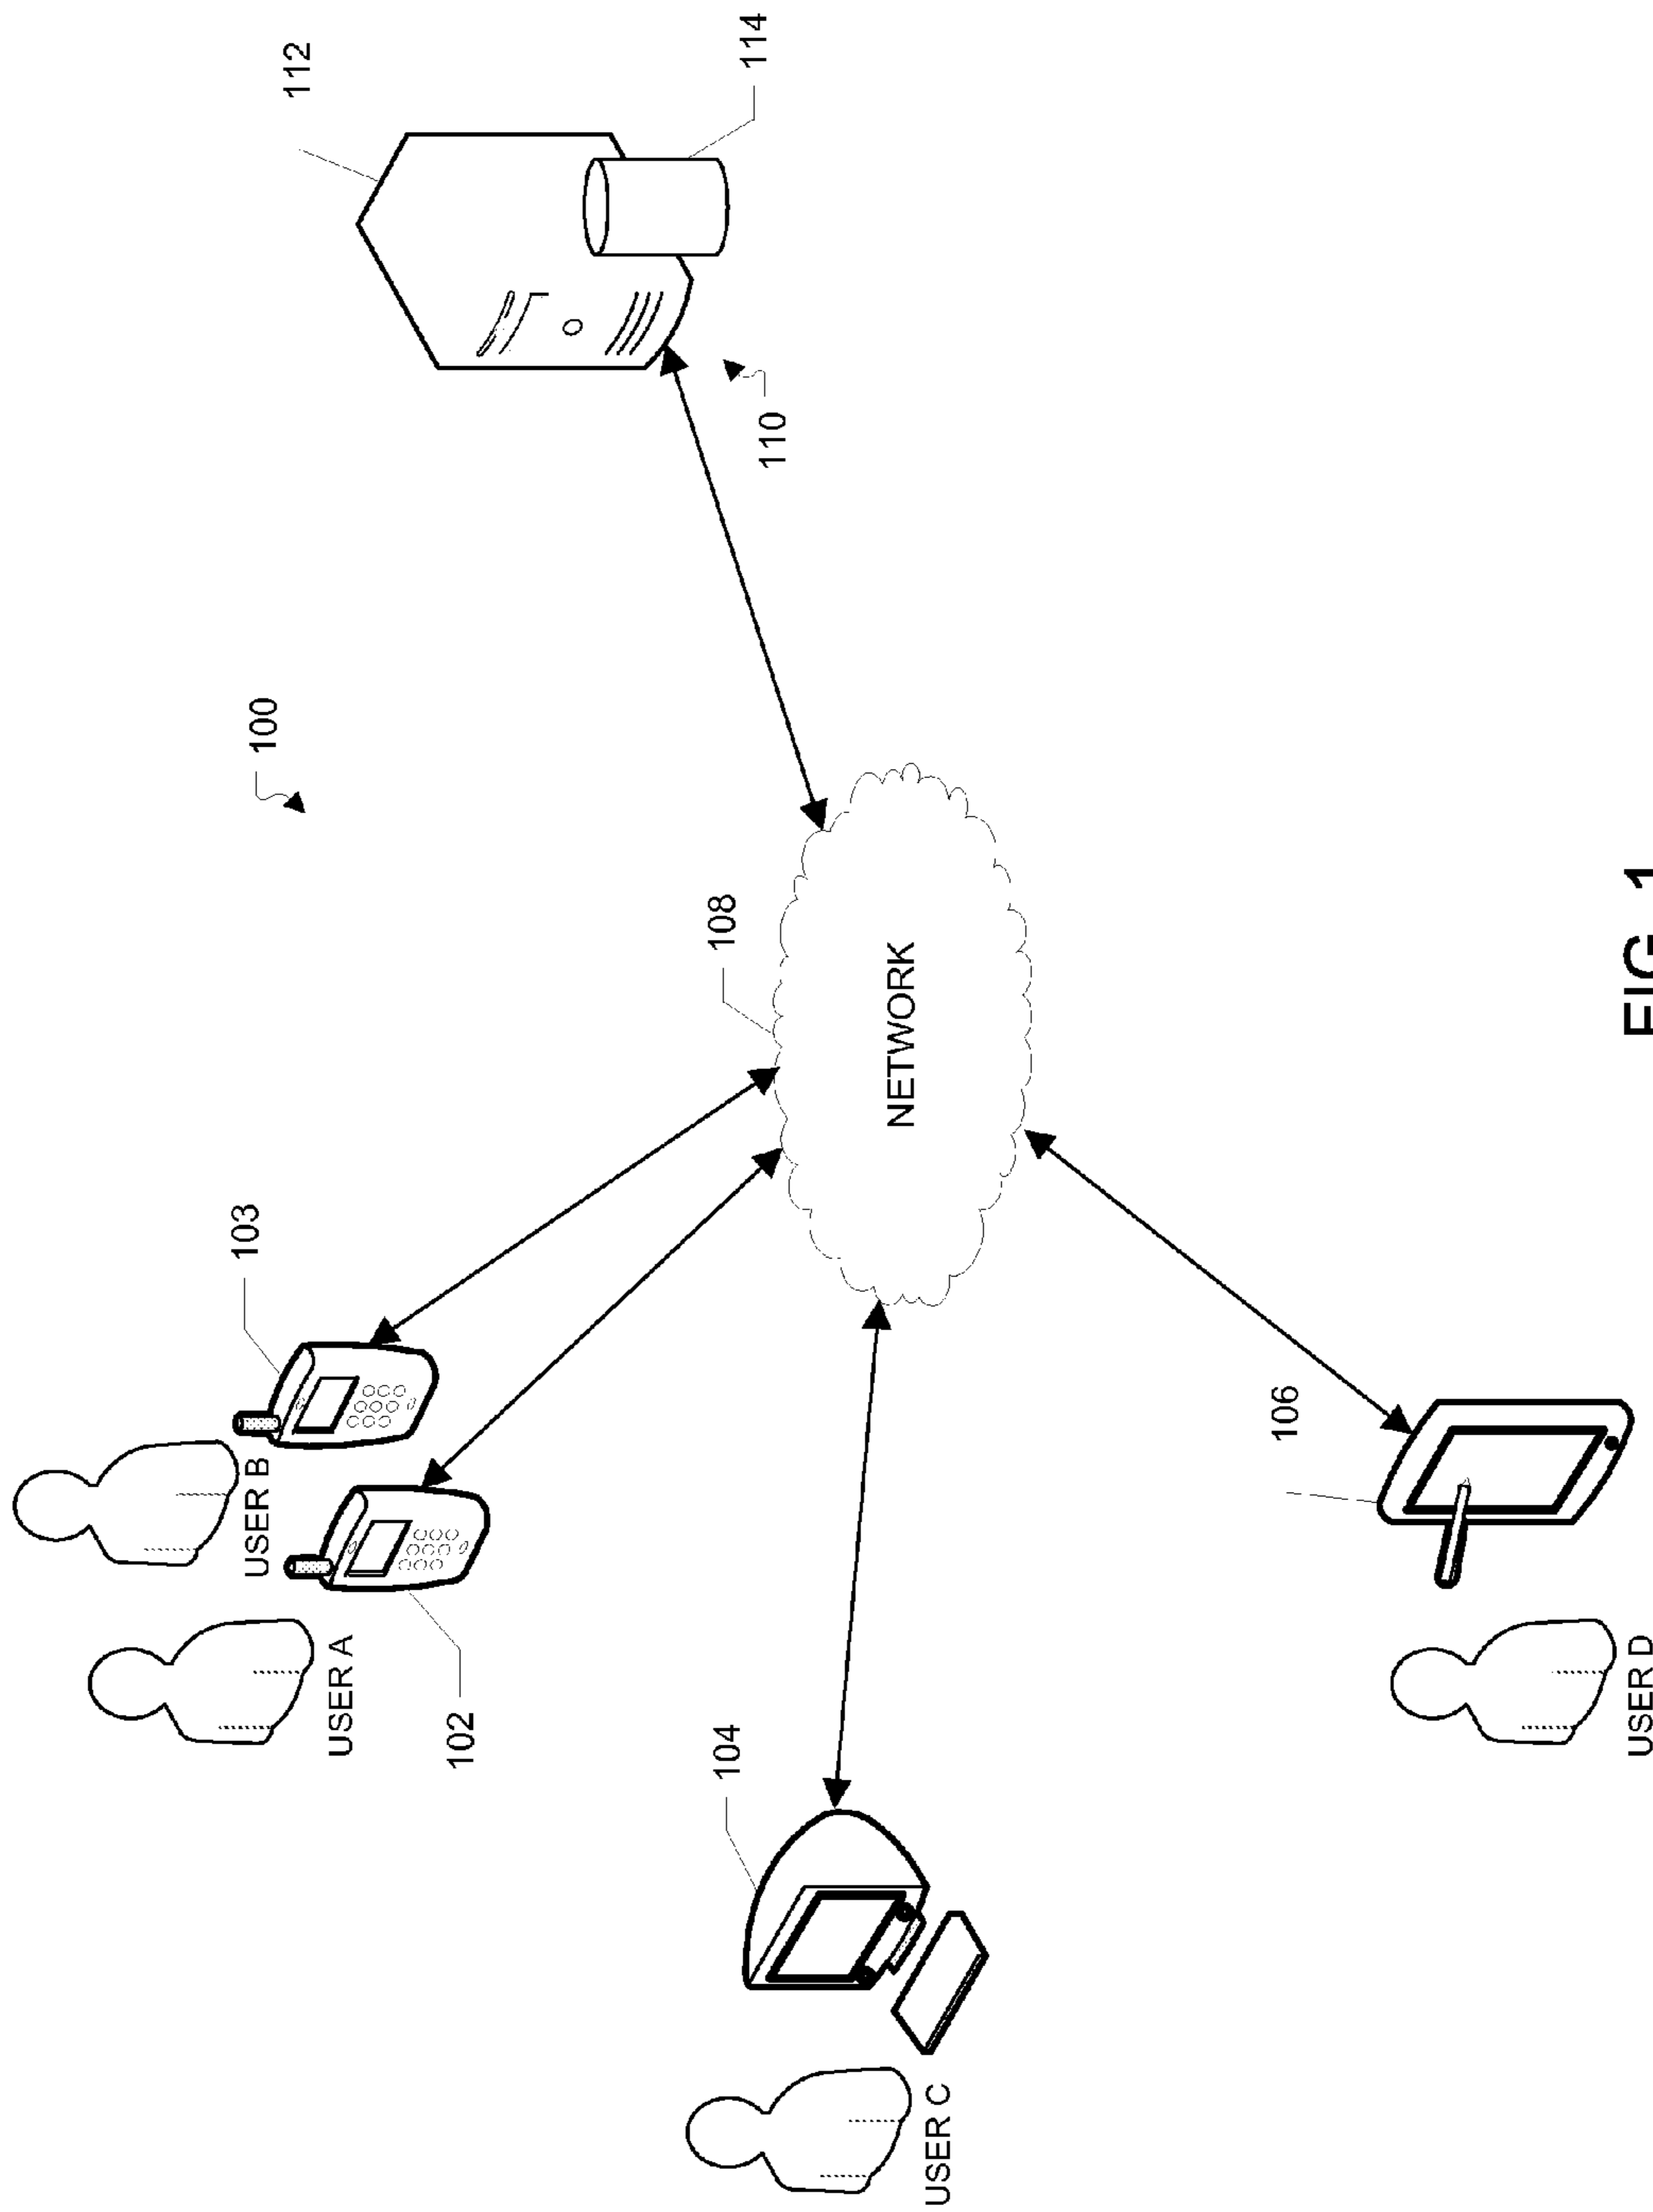 103
100
USER B
112
USER A
102
104
108
114
110
NETWORK
USER C
106
USER D
FIG. 1